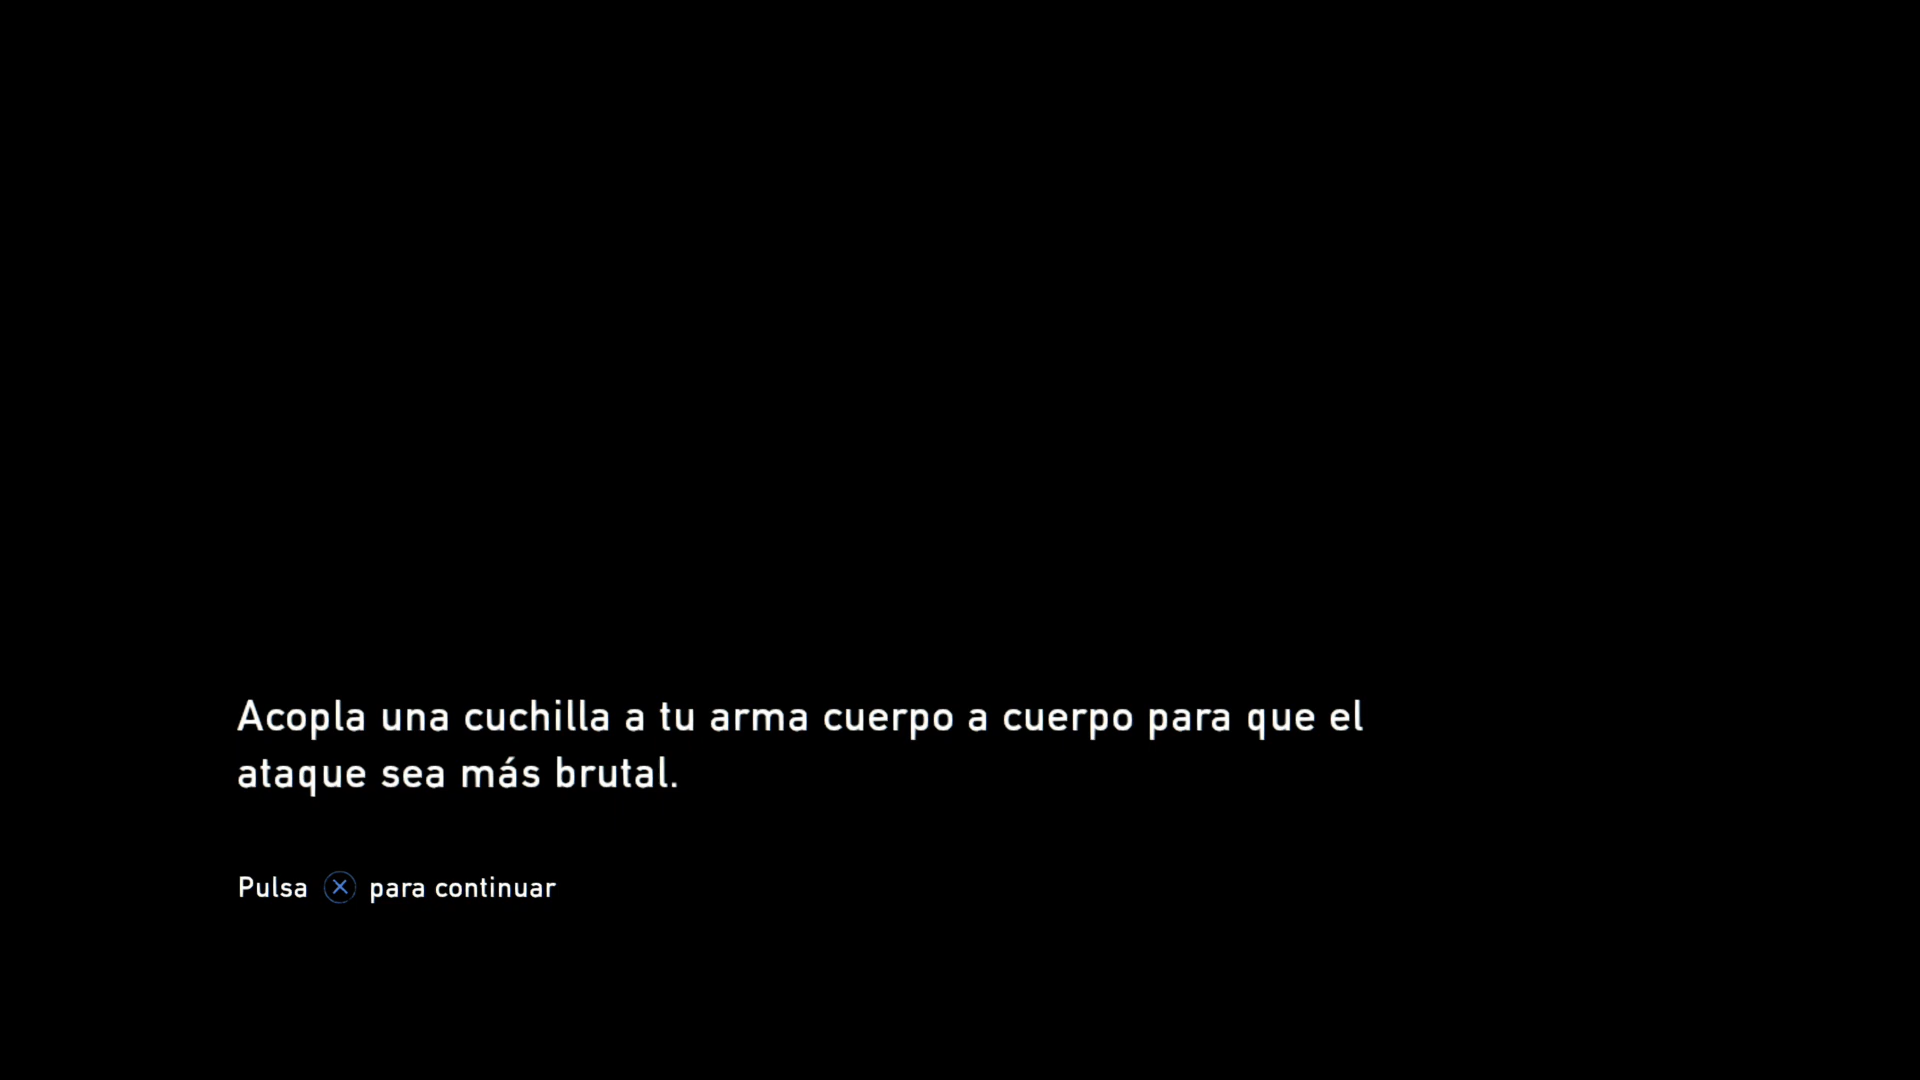 Acopla una cuchilla a tu arma cuerpo a cuerpo para que el
ataque sea más brutal.
Pulsa ⓧ para continuar